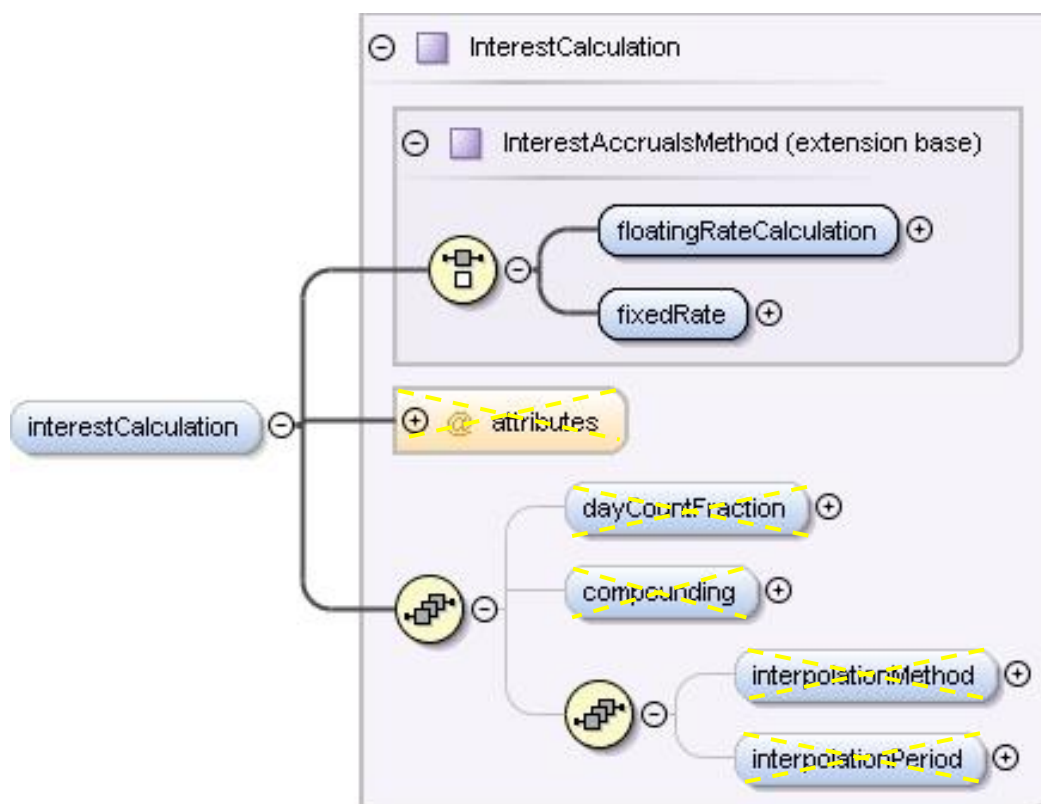 InterestCalculation
InterestAccrualsMethod (extension base)
floatingRateCalculation
fixedRate
interestCalculation
@ attributes
dayCountFraction
compounding
interpolationMethod
interpolationPeriod